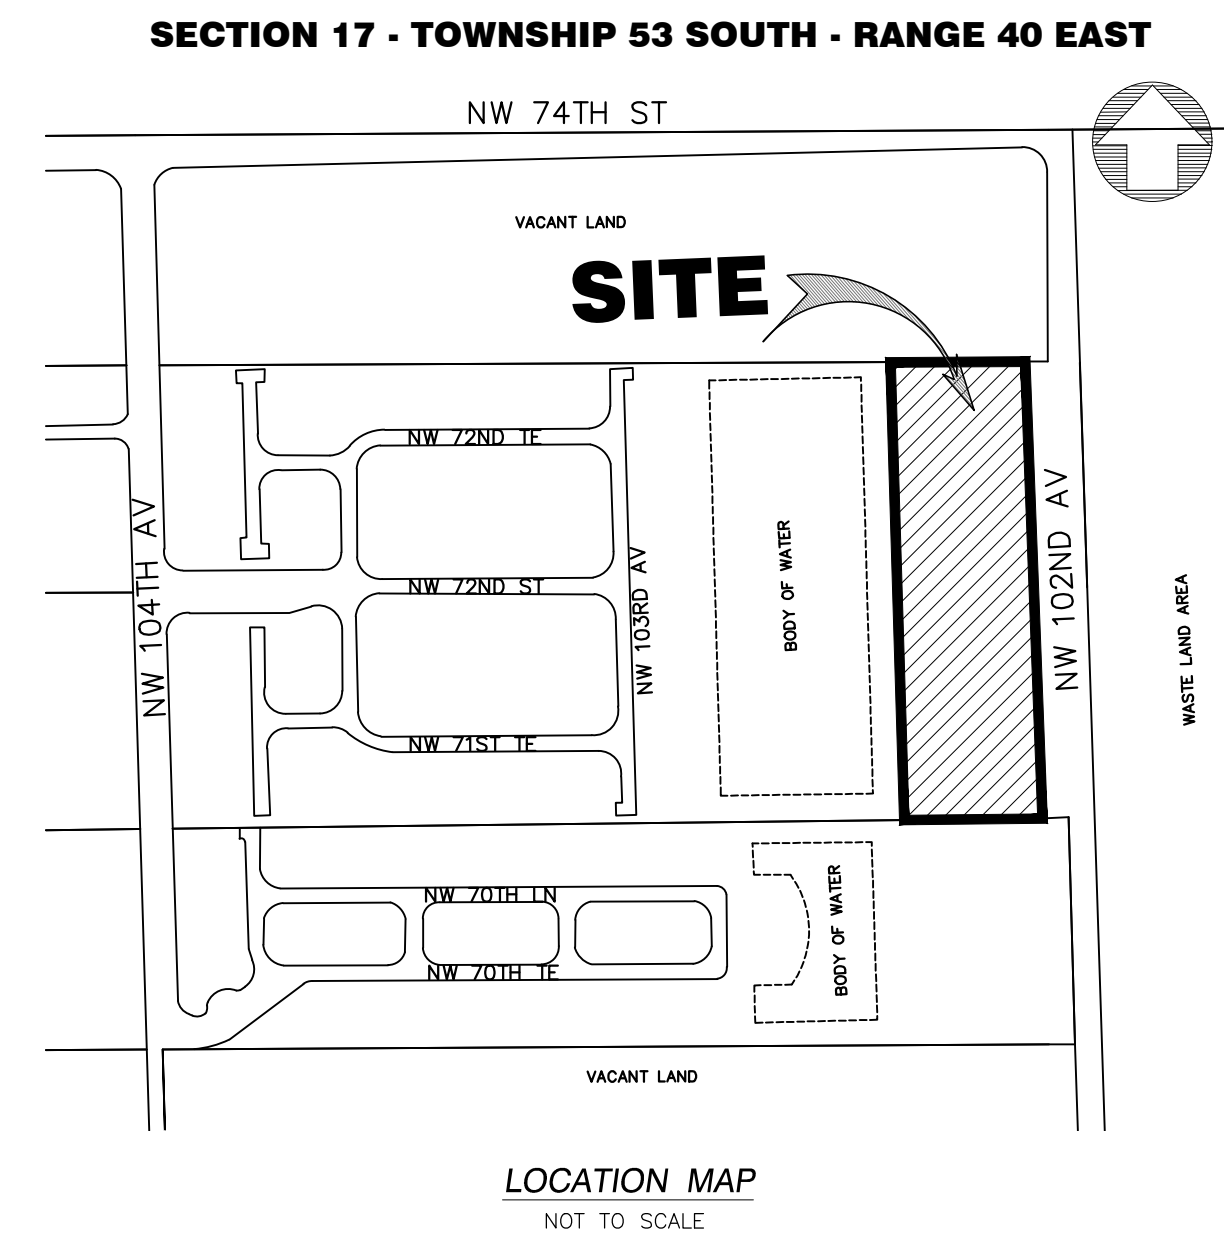 SECTION 17 - TOWNSHIP 53 SOUTH - RANGE 40 EAST
NW 74TH ST
VACANT LAND
SITE
NW 72ND TE
NW 104TH AV
NW 72ND ST
NW 103RD AV
BODY OF WATER
NW 102ND AV
WASTE LAND AREA
NW 71ST TE
NW 70TH LN
BODY OF WATER
NW 70TH TE
VACANT LAND
LOCATION MAP
NOT TO SCALE